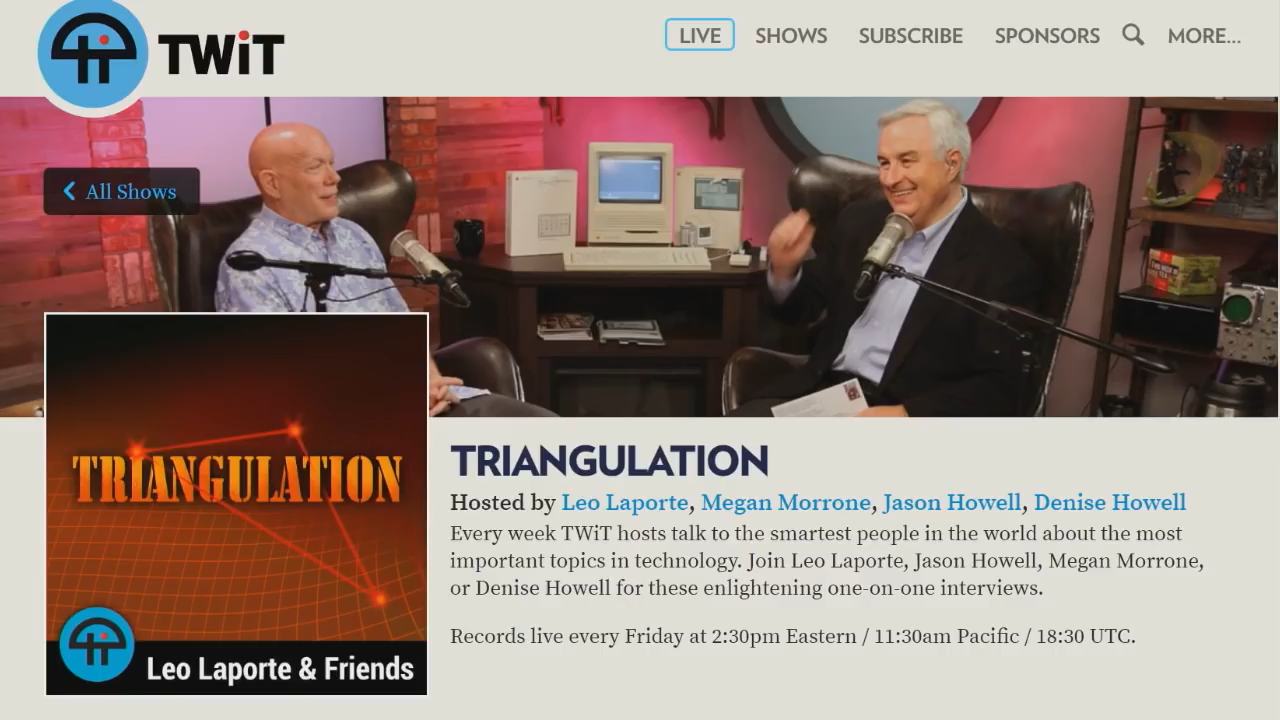 TWiT
LIVE
SHOWS
SUBSCRIBE
SPONSORS
MORE...
All Shows
TRIANGULATION
Leo Laporte & Friends
TRIANGULATION
Hosted by Leo Laporte, Megan Morrone, Jason Howell, Denise Howell
Every week TWiT hosts talk to the smartest people in the world about the most
important topics in technology. Join Leo Laporte, Jason Howell, Megan Morrone,
or Denise Howell for these enlightening one-on-one interviews.
Records live every Friday at 2:30pm Eastern / 11:30am Pacific / 18:30 UTC.